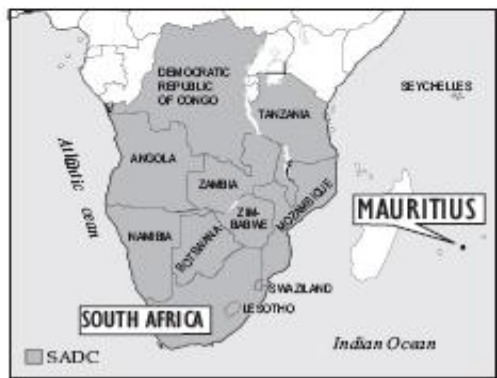 DEMOCRATIC
REPUBLIC
OF CONGO
SEYCHELLES
TANZANIA
Atlantic cean
ANGOLA
ZAMBIA
MOZAMBIQUE
MAURITIUS
ZIM-
BABWE
NAMIBIA
BOTSWANA
SWAZILAND
SOUTH AFRICA
LESOTHO
SADC
Indian Ocean